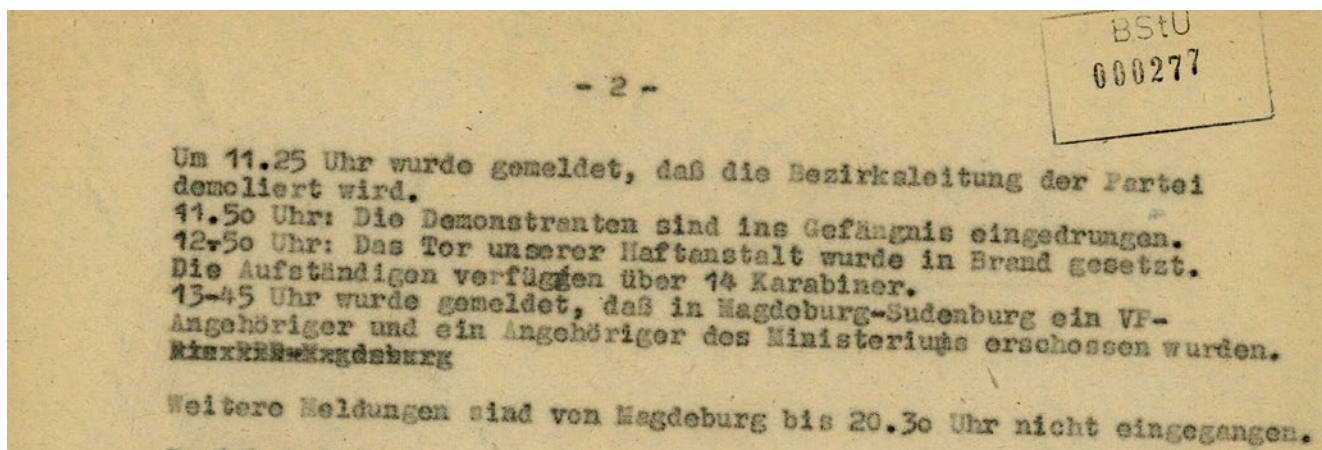 BStU
000277
- 2 -
Um 11.25 Uhr wurde gemeldet, daß die Bezirksleitung der Partei
demoliert wird.
11.5o Uhr: Die Demonstranten sind ins Gefängnis eingedrungen.
12-5o Uhr: Das Tor unserer Haftanstalt wurde in Brand gesetzt.
Die Aufständigen verfügen über 14 Karabiner.
13-45 Uhr wurde gemeldet, daß in Magdeburg-Sudenburg ein VP-
Angehöriger und ein Angehöriger des Ministeriums erschossen wurden.
Weitere Meldungen sind von Magdeburg bis 20.3o Uhr nicht eingegangen.